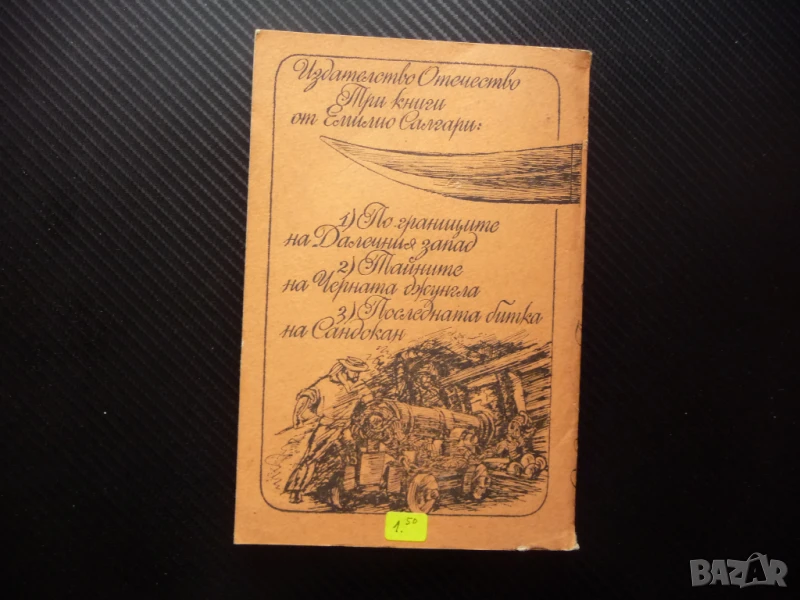 Издателство Отечество
Три книги
от Емилио Салгари:
1) По границите
на Далечния запад
2) Тайните
на Черната джунгла
3) Последната битка
на Сандокан
1.50
BAZAR